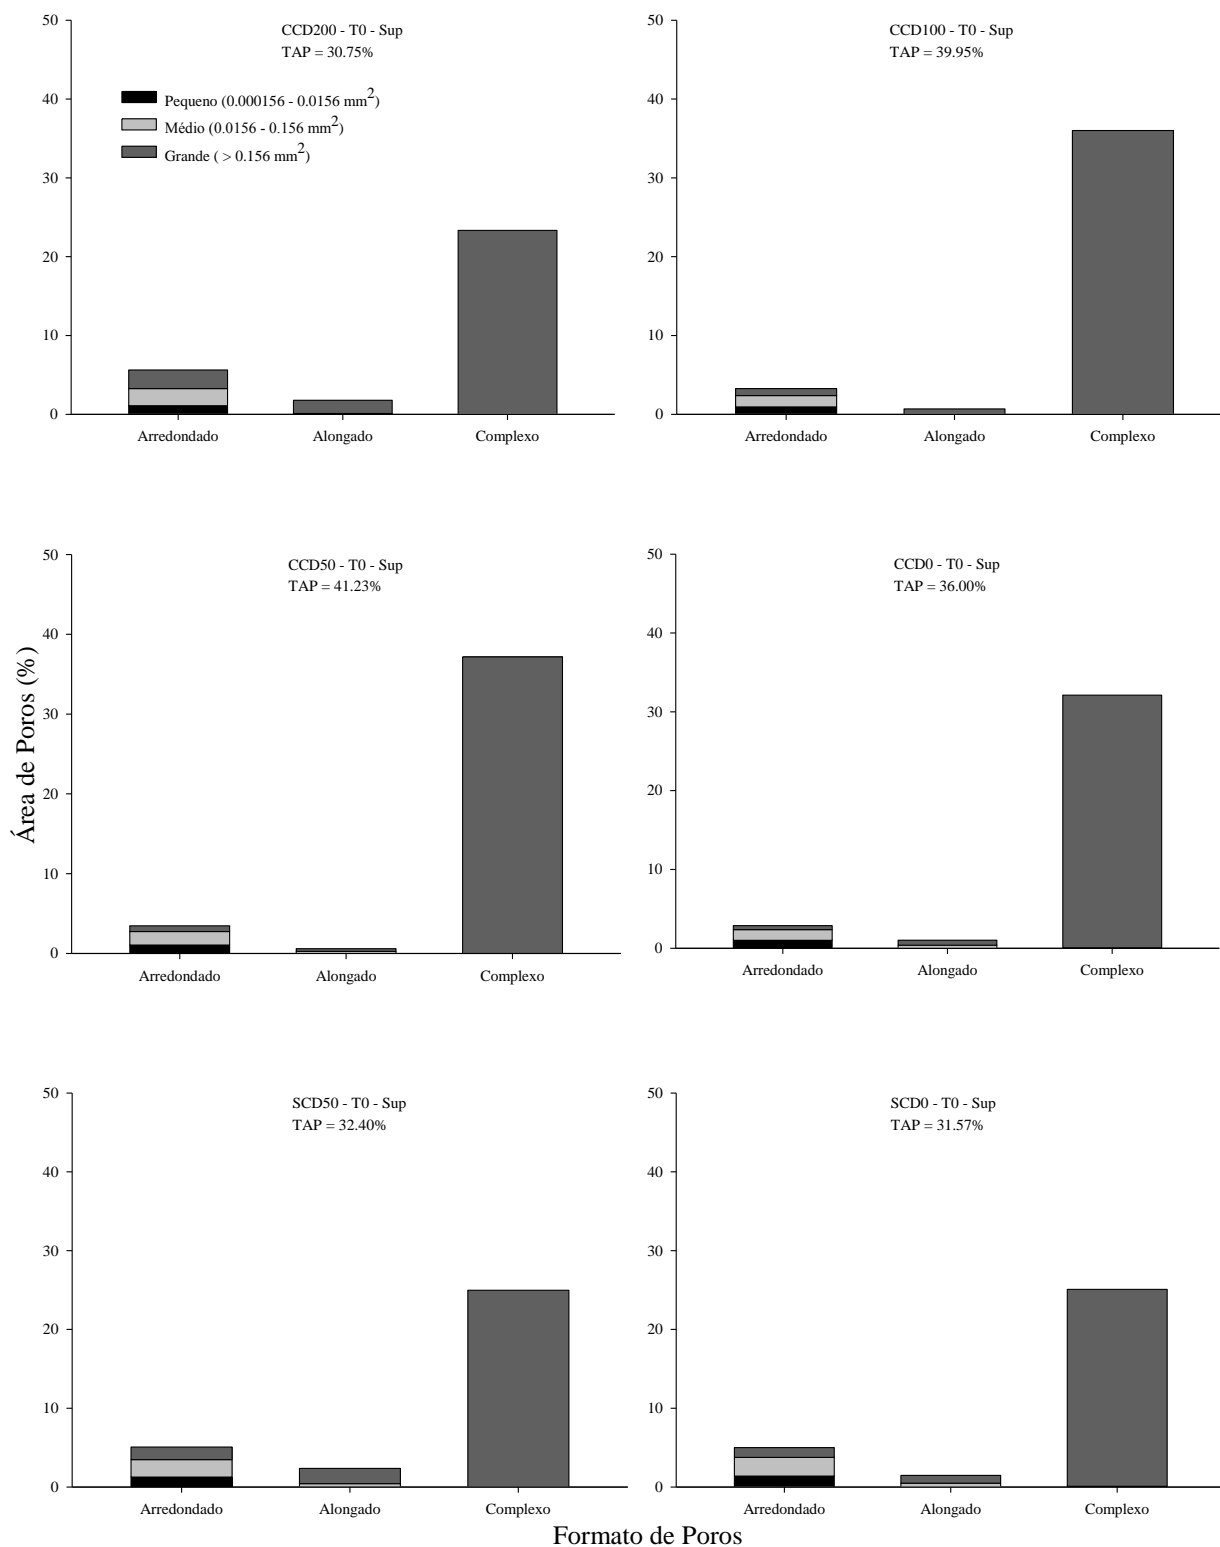 CCD200 - T0 - Sup
TAP = 30.75%
Pequeno (0.000156 - 0.0156 mm2)
Médio (0.0156 - 0.156 mm2)
Grande ( > 0.156 mm2)
50
40
30
20
10
0
Arredondado Alongado Complexo
CCD100 - T0 - Sup
TAP = 39.95%
50
40
30
20
10
0
Arredondado Alongado Complexo
Área de Poros (%)
CCD50 - T0 - Sup
TAP = 41.23%
50
40
30
20
10
0
Arredondado Alongado Complexo
CCD0 - T0 - Sup
TAP = 36.00%
50
40
30
20
10
0
Arredondado Alongado Complexo
SCD50 - T0 - Sup
TAP = 32.40%
50
40
30
20
10
0
Arredondado Alongado Complexo
SCD0 - T0 - Sup
TAP = 31.57%
50
40
30
20
10
0
Arredondado Alongado Complexo
Formato de Poros